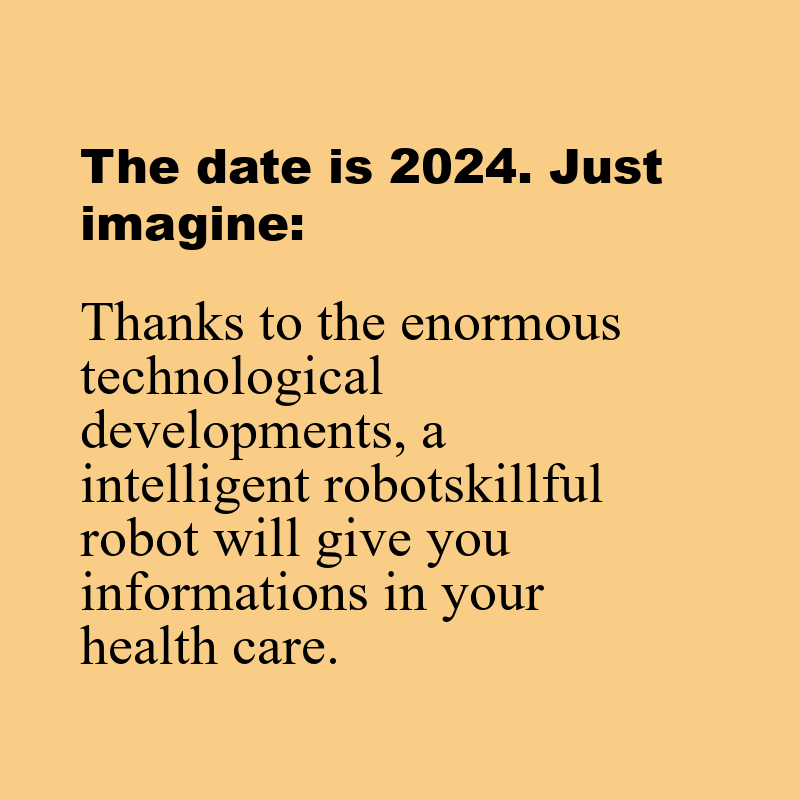 The date is 2024. Just
imagine:
Thanks to the enormous
technological
developments, a
intelligent robotskillful
robot will give you
informations in your
health care.